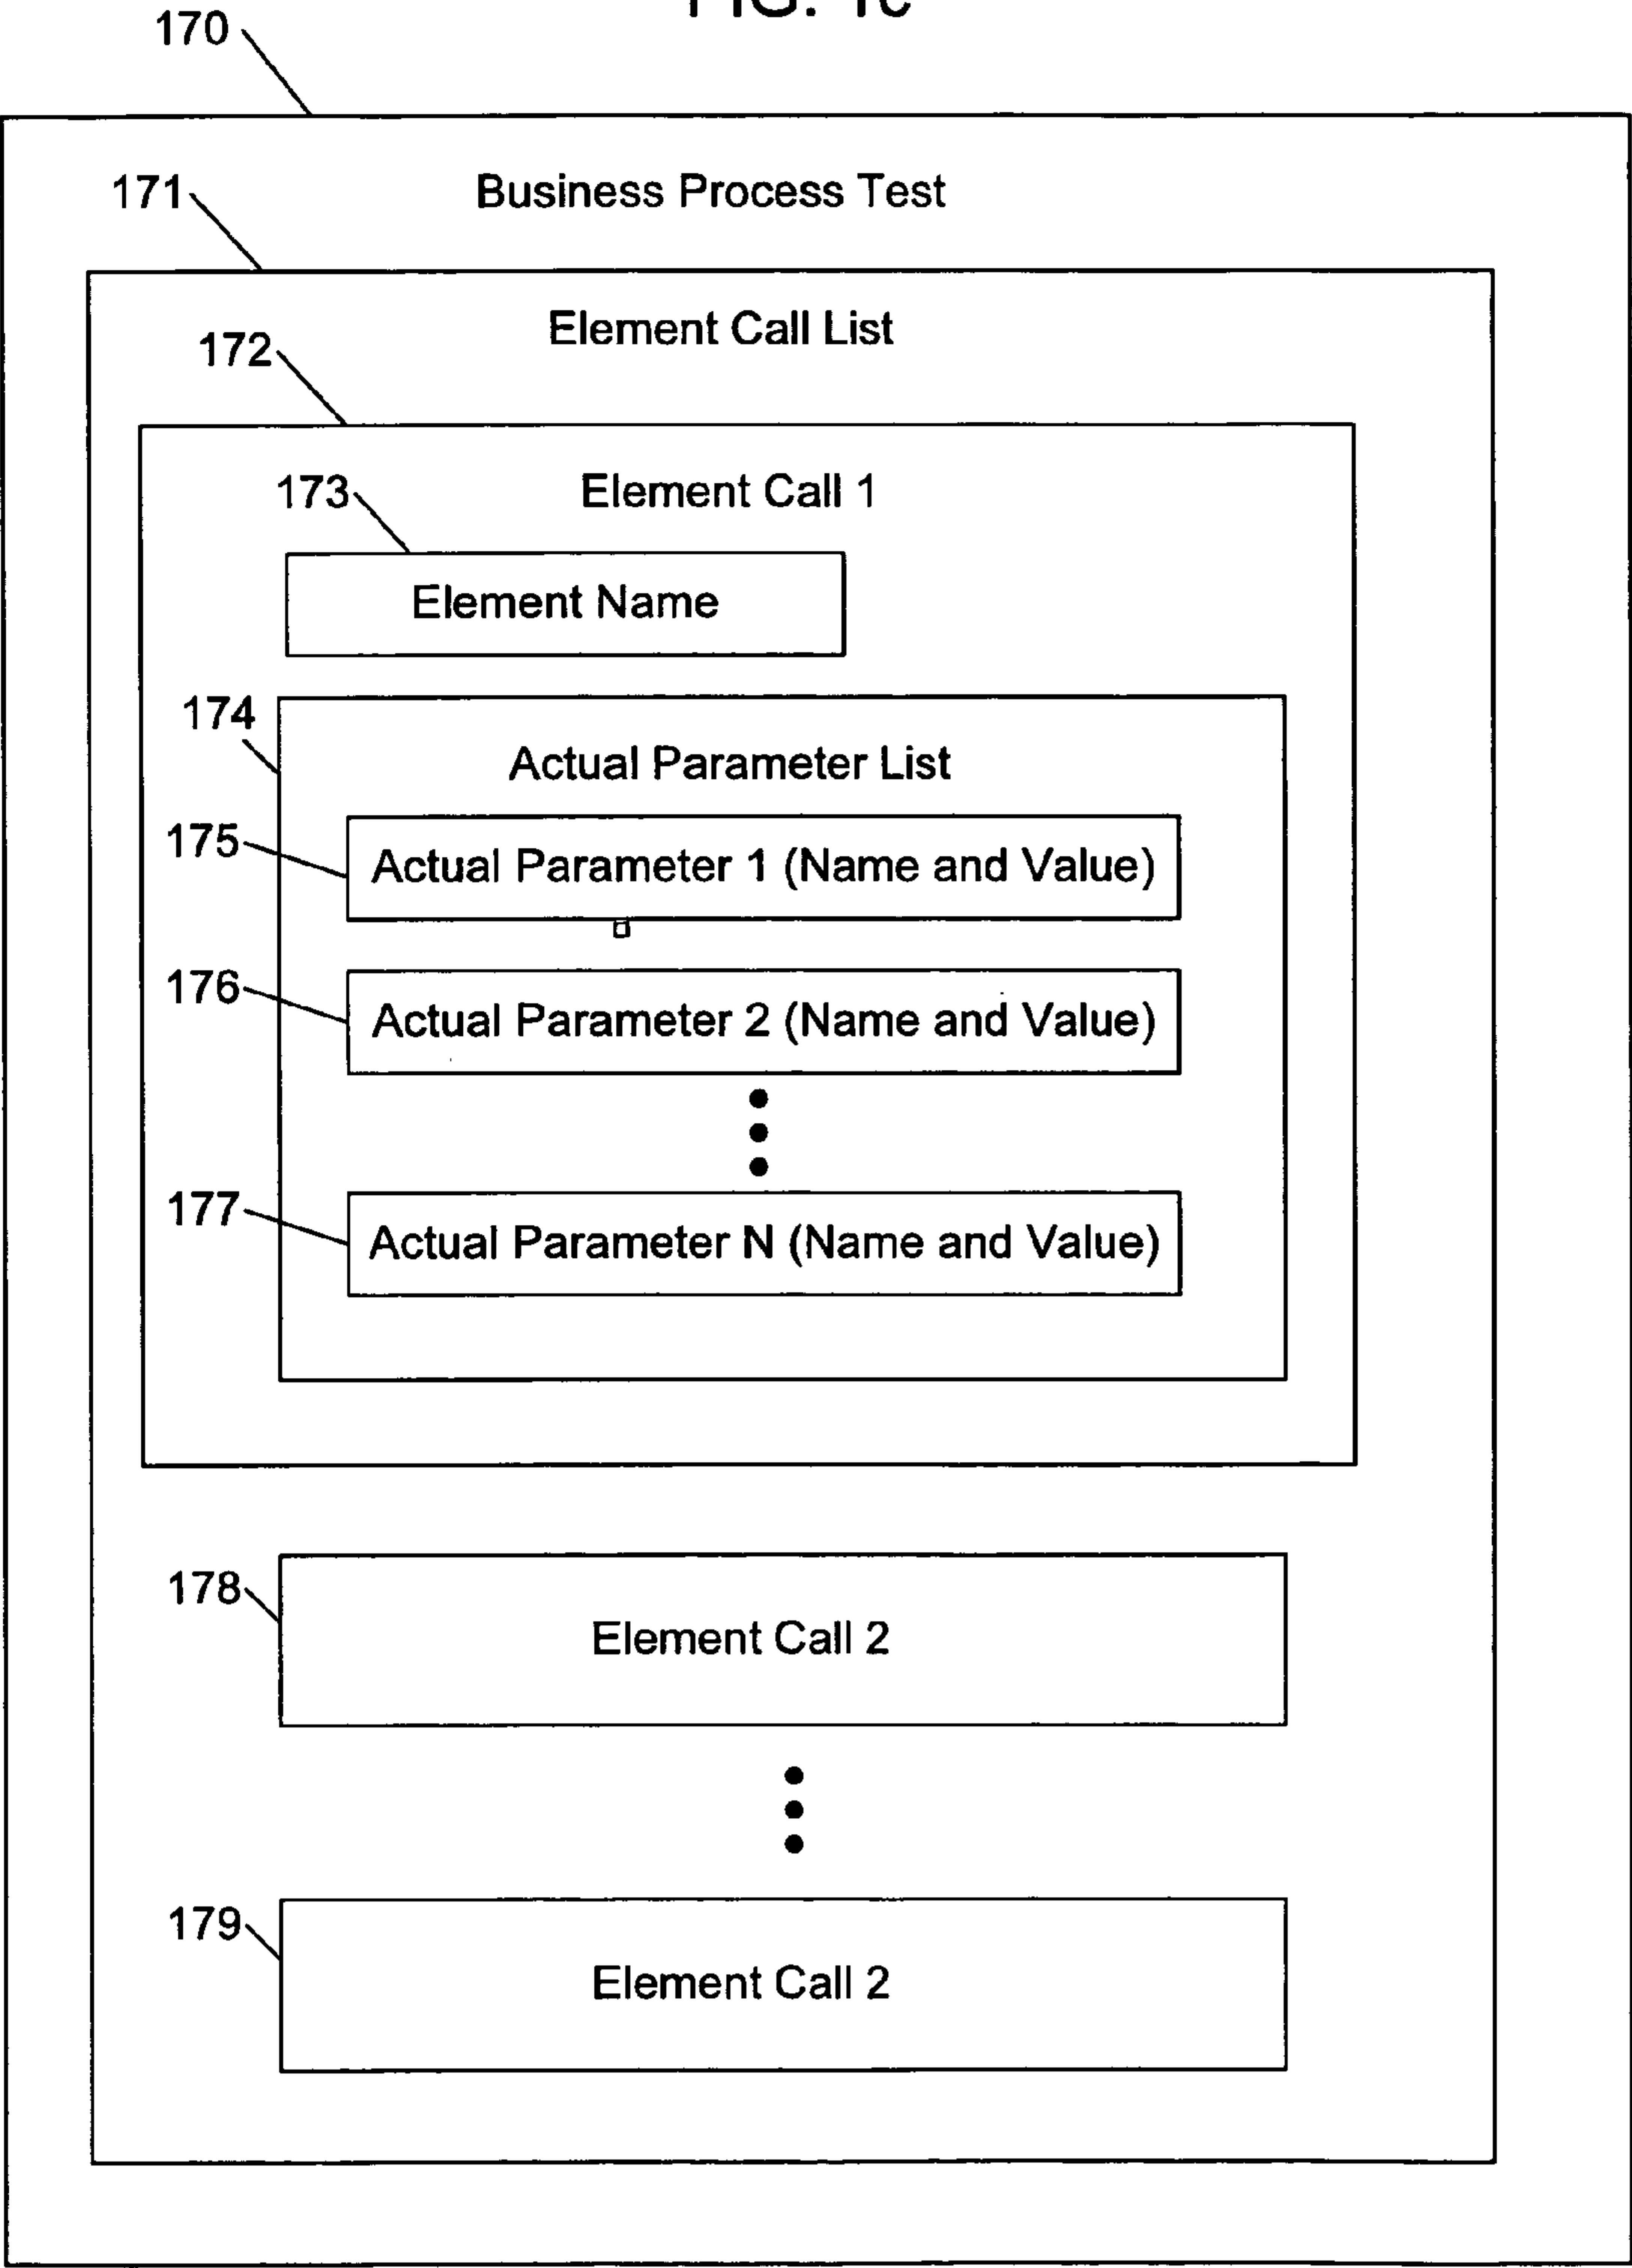 FIG. 1c
170
171
Business Process Test
Element Call List
172
173
Element Call 1
Element Name
174
Actual Parameter List
175
Actual Parameter 1 (Name and Value)
176
Actual Parameter 2 (Name and Value)
177
Actual Parameter N (Name and Value)
178
Element Call 2
179
Element Call 2